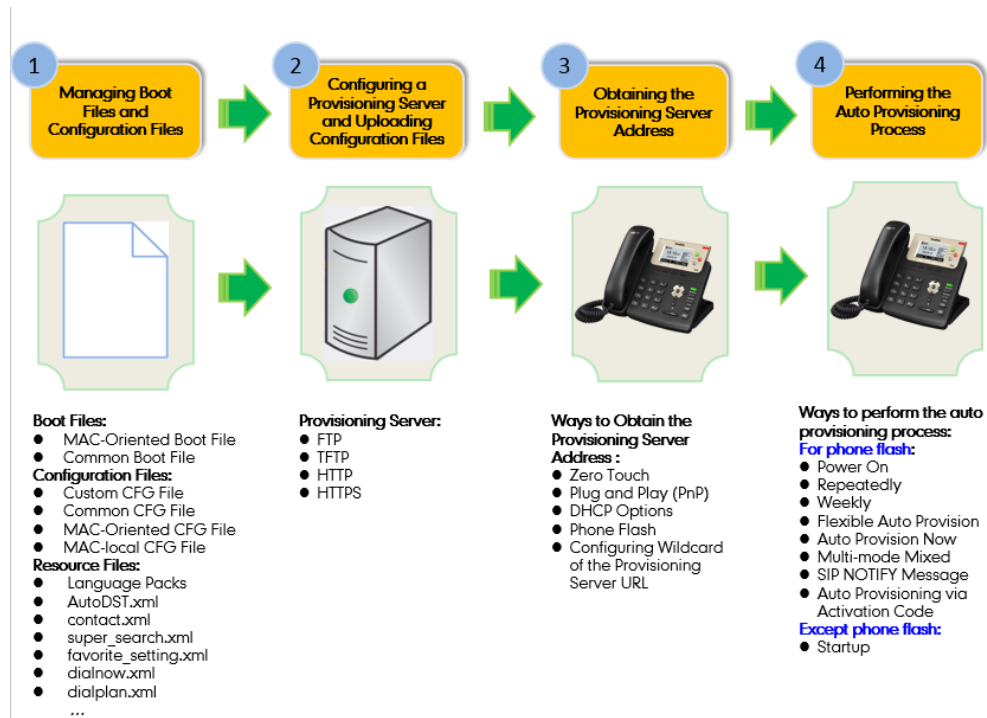 1
Managing Boot
Files and
Configuration Files
2
Configuring a
Provisioning Server
and Uploading
Configuration Files
3
Obtaining the
Provisioning Server
Address
4
Performing the
Auto Provisioning
Process
Boot Files:
● MAC-Oriented Boot File
● Common Boot File
Configuration Files:
● Custom CFG File
● Common CFG File
● MAC-Oriented CFG File
● MAC-local CFG File
Resource Files:
● Language Packs
● AutoDST.xml
● contact.xml
● super_search.xml
● favorite_setting.xml
● dialnow.xml
● dialplan.xml
...
Provisioning Server:
● FTP
● TFTP
● HTTP
● HTTPS
Ways to Obtain the
Provisioning Server
Address :
● Zero Touch
● Plug and Play (PnP)
● DHCP Options
● Phone Flash
● Configuring Wildcard
of the Provisioning
Server URL
Ways to perform the auto
provisioning process:
For phone flash:
● Power On
● Repeatedly
● Weekly
● Flexible Auto Provision
● Auto Provision Now
● Multi-mode Mixed
● SIP NOTIFY Message
● Auto Provisioning via
Activation Code
Except phone flash:
● Startup